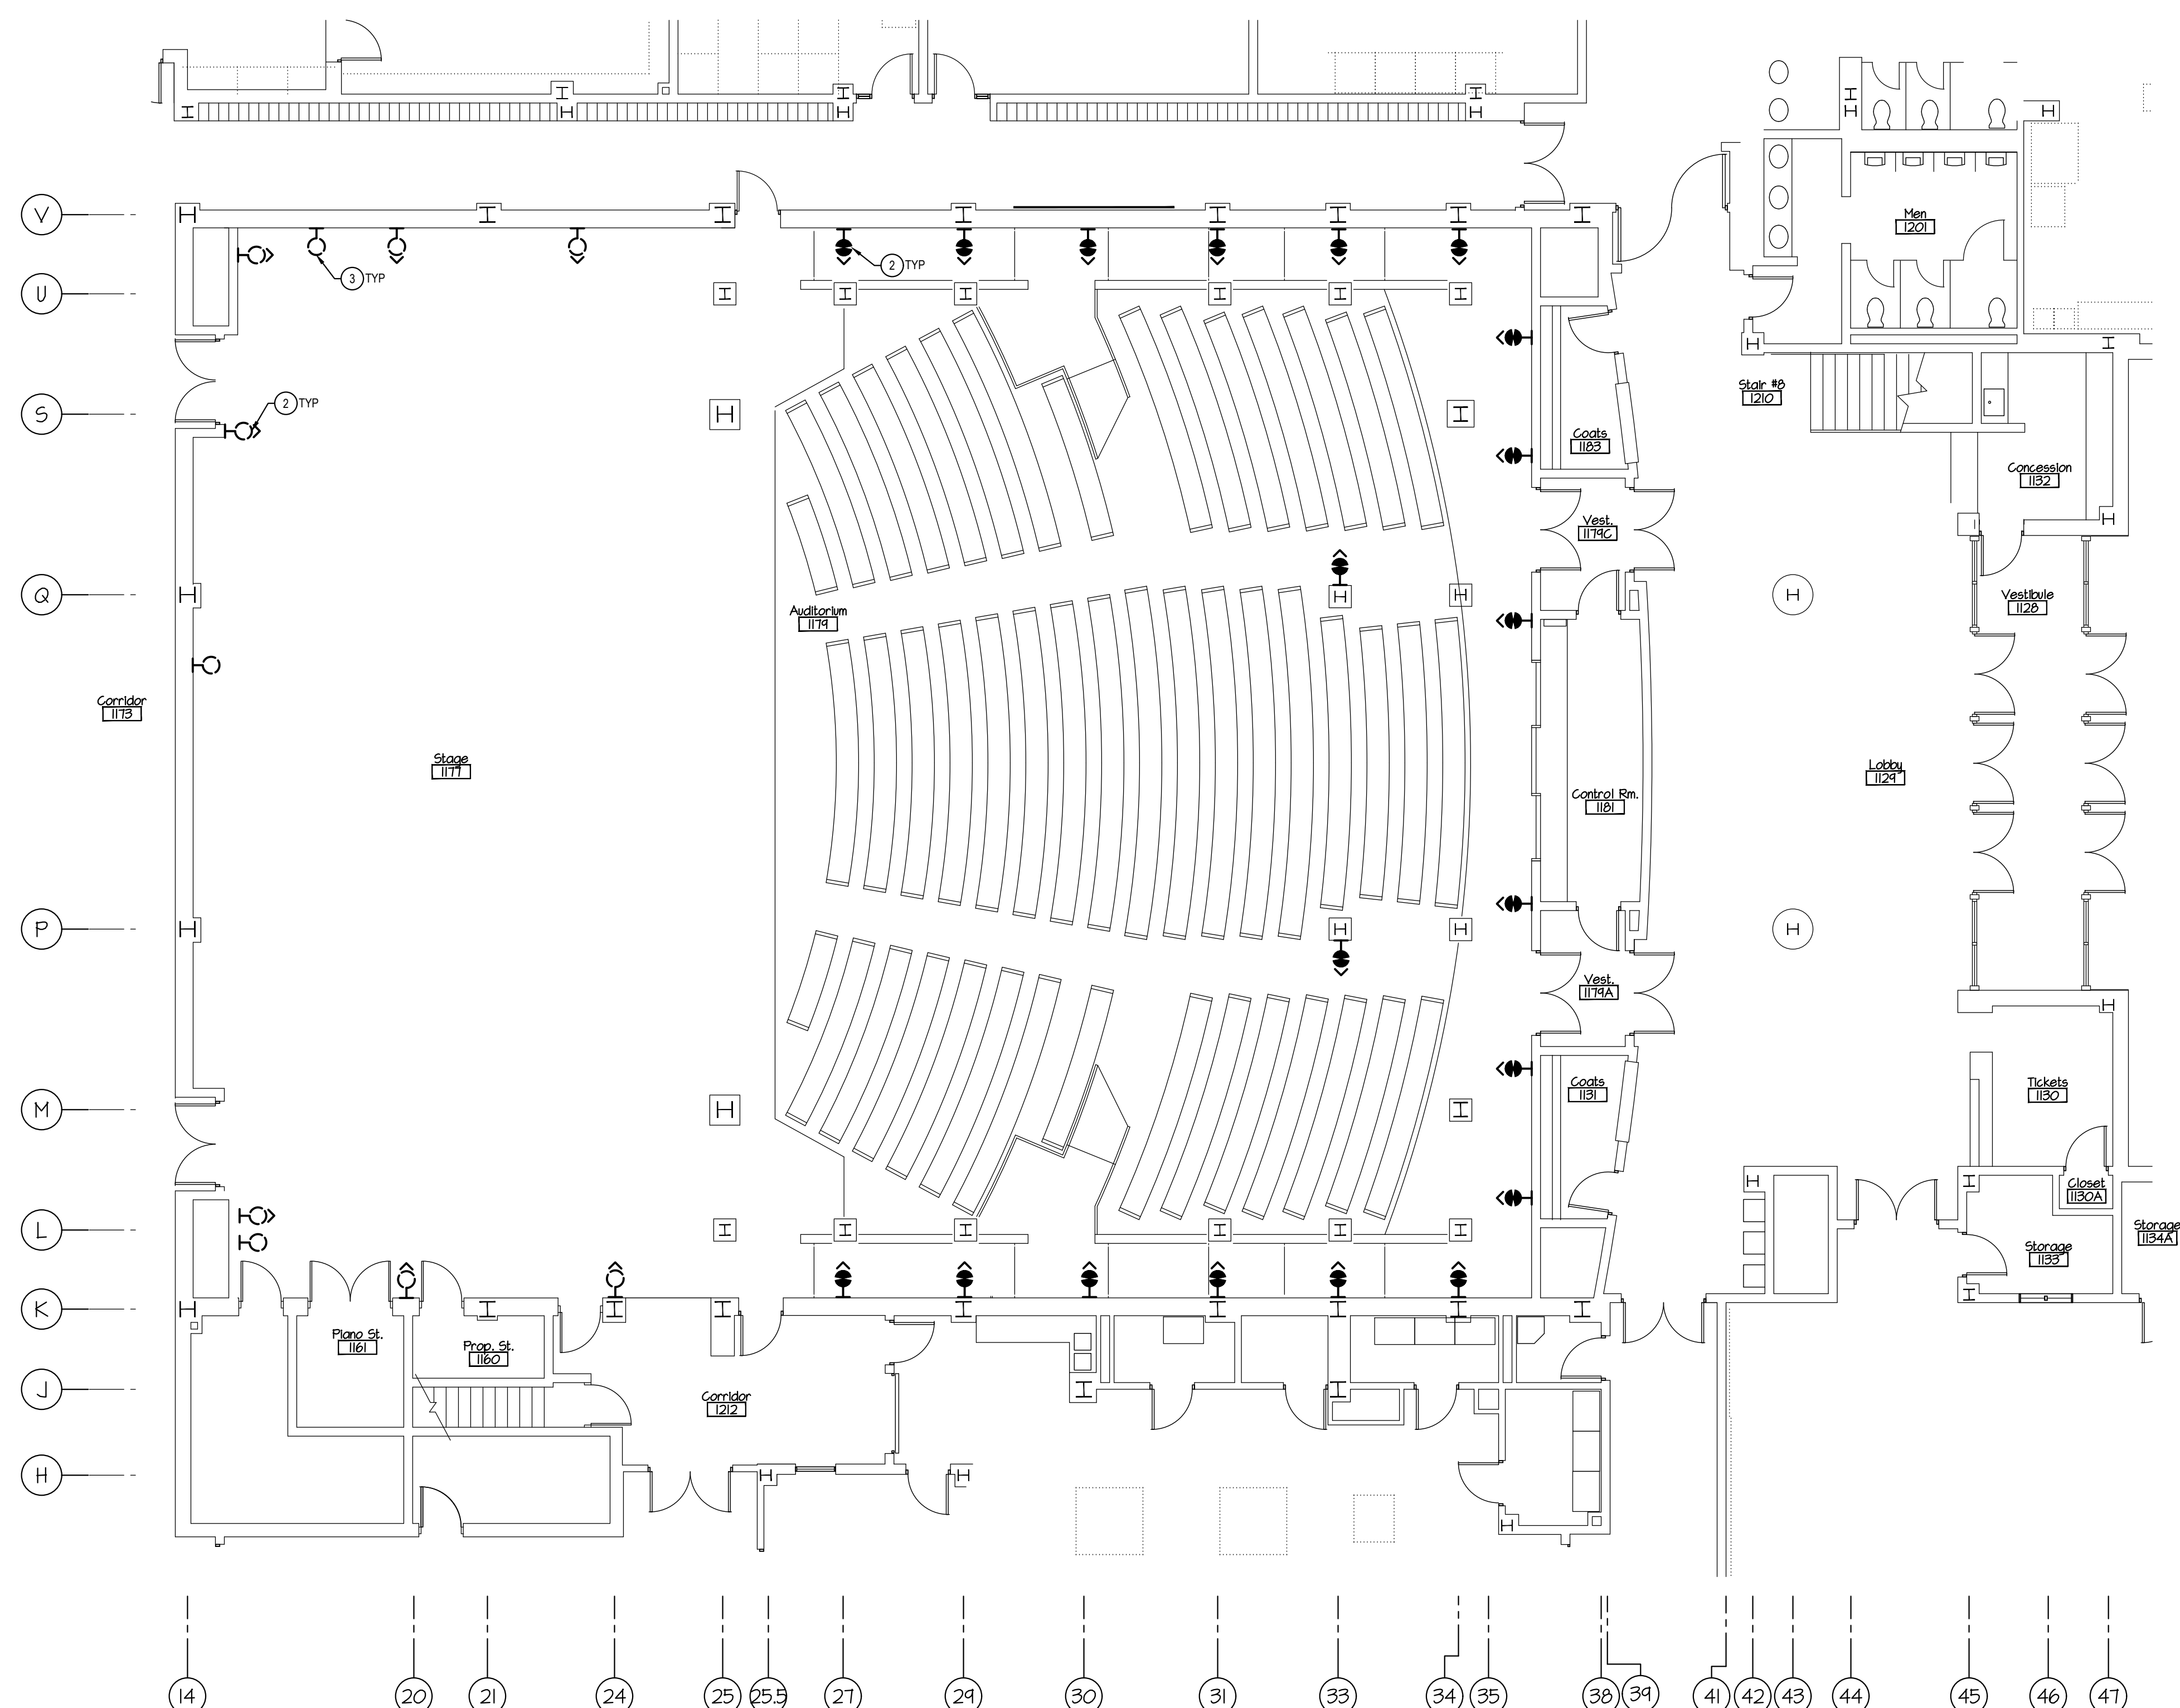 V
U
S
Q
P
M
L
K
J
H
3 TYP
2 TYP
2 TYP
Men
1201
Stair #8
1210
Coats
1183
Concession
1132
Vest.
1179C
Vestibule
1128
Auditorium
1179
Corridor
1173
Stage
1177
Control Rm.
1181
Lobby
1129
Vest.
1179A
Coats
1131
Tickets
1130
Closet
1130A
Storage
1133
Storage
1134A
Piano St.
1161
Prop. St.
1160
Corridor
1212
14 20 21 24 25 25.5 27 29 30 31 33 34 35 38 39 41 42 43 44 45 46 47